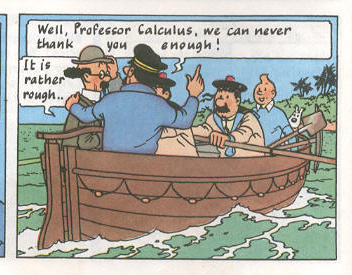 Well, Professor Calculus, we can never
thank you enough!
It is
rather
rough..